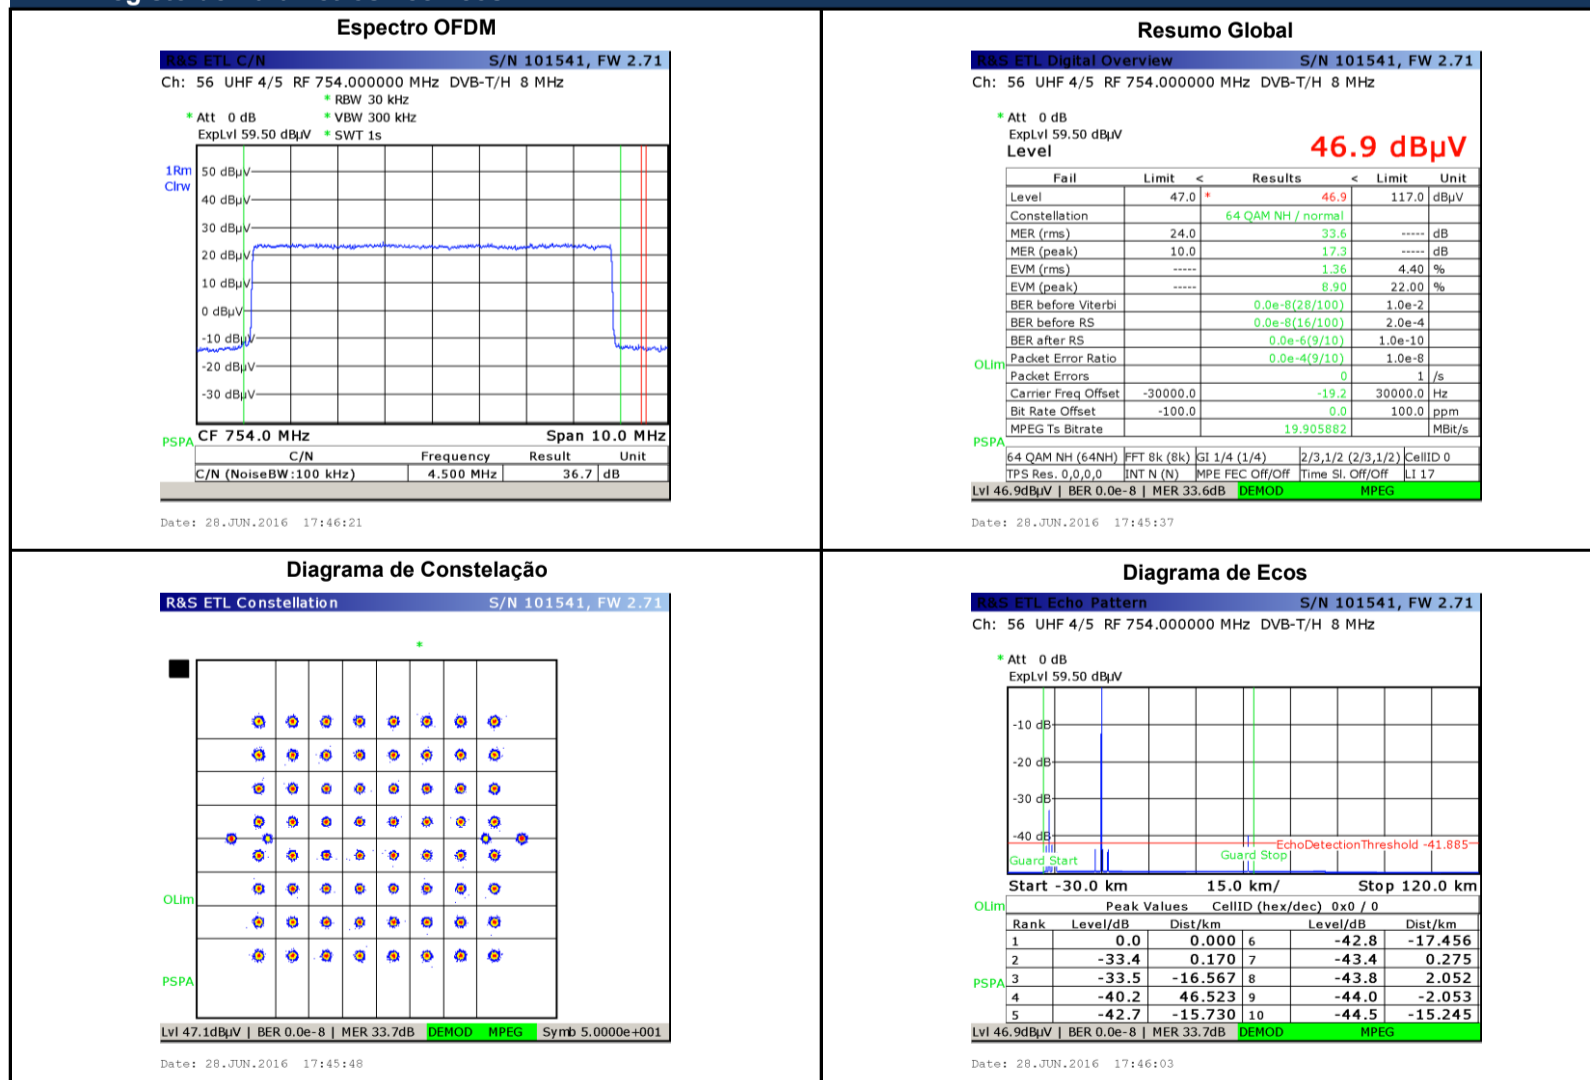 Espectro OFDM
R&S ETL C/N S/N 101541, FW 2.71
Ch: 56 UHF 4/5 RF 754.000000 MHz DVB-T/H 8 MHz
* RBW 30 kHz
* Att 0 dB * VBW 300 kHz
ExpLvl 59.50 dBµV * SWT 1s
1Rm
Clrw
50 dBµV
40 dBµV
30 dBµV
20 dBµV
10 dBµV
0 dBµV
-10 dBµV
-20 dBµV
-30 dBµV
PSPA
CF 754.0 MHz Span 10.0 MHz
C/N Frequency Result Unit
C/N (NoiseBW:100 kHz) 4.500 MHz 36.7 dB
Date: 28.JUN.2016 17:46:21
Resumo Global
R&S ETL Digital Overview S/N 101541, FW 2.71
Ch: 56 UHF 4/5 RF 754.000000 MHz DVB-T/H 8 MHz
* Att 0 dB
ExpLvl 59.50 dBµV
Level 46.9 dBµV
Fail Limit < Results < Limit Unit
Level 47.0 * 46.9 117.0 dBµV
Constellation 64 QAM NH / normal
MER (rms) 24.0 33.6 ----- dB
MER (peak) 10.0 17.3 ----- dB
EVM (rms) ----- 1.36 4.40 %
EVM (peak) ----- 8.90 22.00 %
BER before Viterbi 0.0e-8(28/100) 1.0e-2
BER before RS 0.0e-8(16/100) 2.0e-4
BER after RS 0.0e-6(9/10) 1.0e-10
OLim
Packet Error Ratio 0.0e-4(9/10) 1.0e-8
Packet Errors 0 1 /s
Carrier Freq Offset -30000.0 -19.2 30000.0 Hz
Bit Rate Offset -100.0 0.0 100.0 ppm
MPEG Ts Bitrate 19.905882 MBit/s
PSPA
64 QAM NH (64NH) FFT 8k (8k) GI 1/4 (1/4) 2/3,1/2 (2/3,1/2) CellID 0
TPS Res. 0,0,0,0 INT N (N) MPE FEC Off/Off Time Sl. Off/Off LI 17
Lvl 46.9dBµV | BER 0.0e-8 | MER 33.6dB DEMOD MPEG
Date: 28.JUN.2016 17:45:37
Diagrama de Constelação
R&S ETL Constellation S/N 101541, FW 2.71
*
OLim
PSPA
Lvl 47.1dBµV | BER 0.0e-8 | MER 33.7dB DEMOD MPEG Symb 5.0000e+001
Date: 28.JUN.2016 17:45:48
Diagrama de Ecos
R&S ETL Echo Pattern S/N 101541, FW 2.71
Ch: 56 UHF 4/5 RF 754.000000 MHz DVB-T/H 8 MHz
* Att 0 dB
ExpLvl 59.50 dBµV
-10 dB
-20 dB
-30 dB
-40 dB
EchoDetectionThreshold -41.885
Guard Start Guard Stop
Start -30.0 km 15.0 km/ Stop 120.0 km
OLim
Peak Values CellID (hex/dec) 0x0 / 0
Rank Level/dB Dist/km Level/dB Dist/km
1 0.0 0.000 6 -42.8 -17.456
2 -33.4 0.170 7 -43.4 0.275
3 -33.5 -16.567 8 -43.8 2.052
PSPA
4 -40.2 46.523 9 -44.0 -2.053
5 -42.7 -15.730 10 -44.5 -15.245
Lvl 46.9dBµV | BER 0.0e-8 | MER 33.7dB DEMOD MPEG
Date: 28.JUN.2016 17:46:03